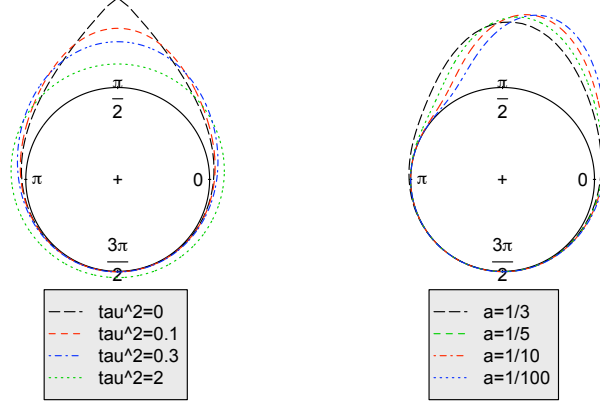 π
2
π
+
0
3π
2
tau^2=0
tau^2=0.1
tau^2=0.3
tau^2=2
π
2
π
+
0
3π
2
a=1/3
a=1/5
a=1/10
a=1/100